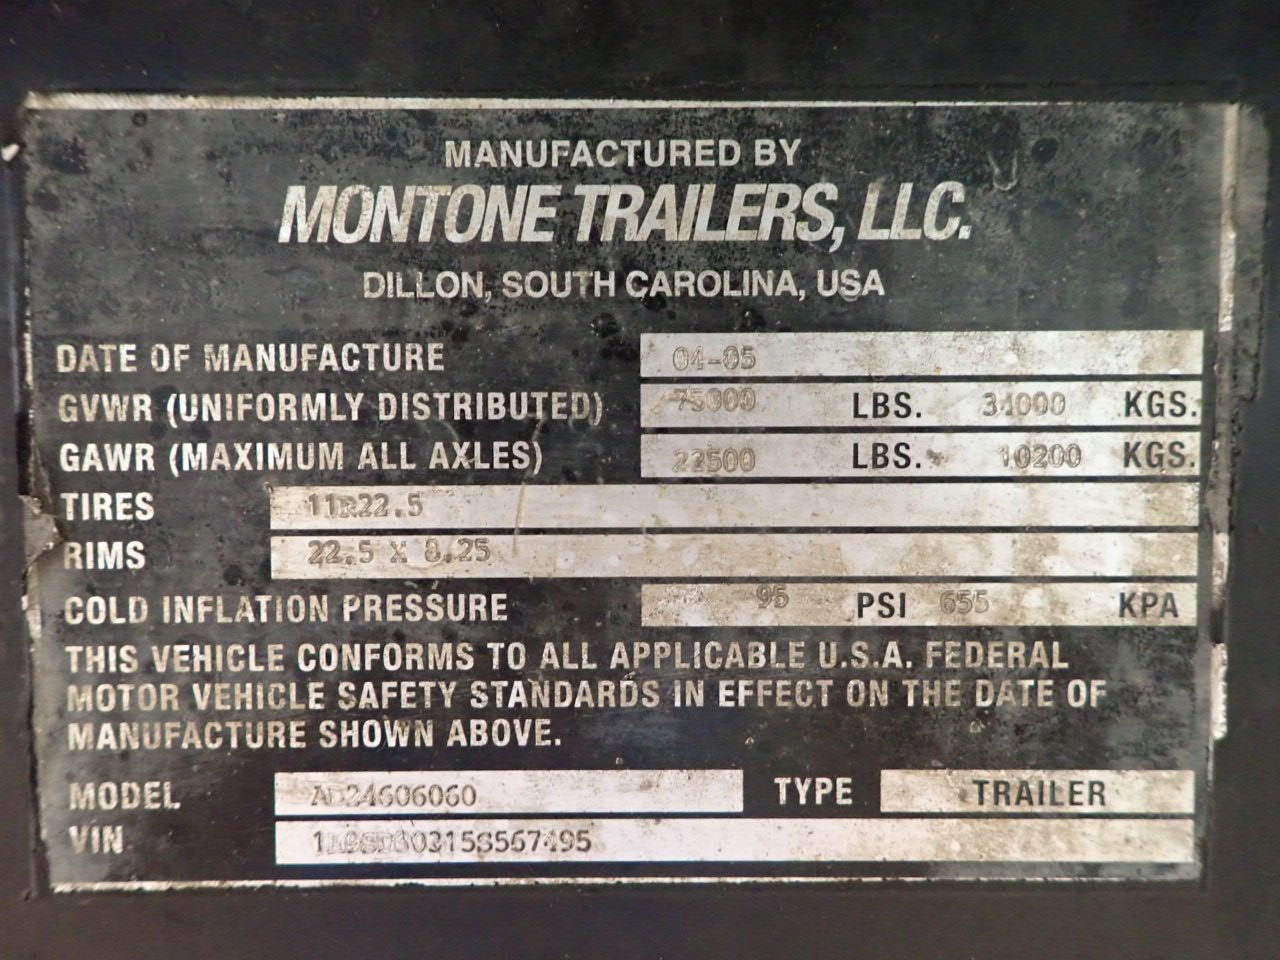 MANUFACTURED BY
MONTONE TRAILERS, LLC.
DILLON, SOUTH CAROLINA, USA
DATE OF MANUFACTURE 04-05
GVWR (UNIFORMLY DISTRIBUTED) 75000 LBS. 34000 KGS.
GAWR (MAXIMUM ALL AXLES) 22500 LBS. 10200 KGS.
TIRES 11R22.5
RIMS 22.5 X 8.25
COLD INFLATION PRESSURE 95 PSI 655 KPA
THIS VEHICLE CONFORMS TO ALL APPLICABLE U.S.A. FEDERAL
MOTOR VEHICLE SAFETY STANDARDS IN EFFECT ON THE DATE OF
MANUFACTURE SHOWN ABOVE.
MODEL TYPE TRAILER
VIN